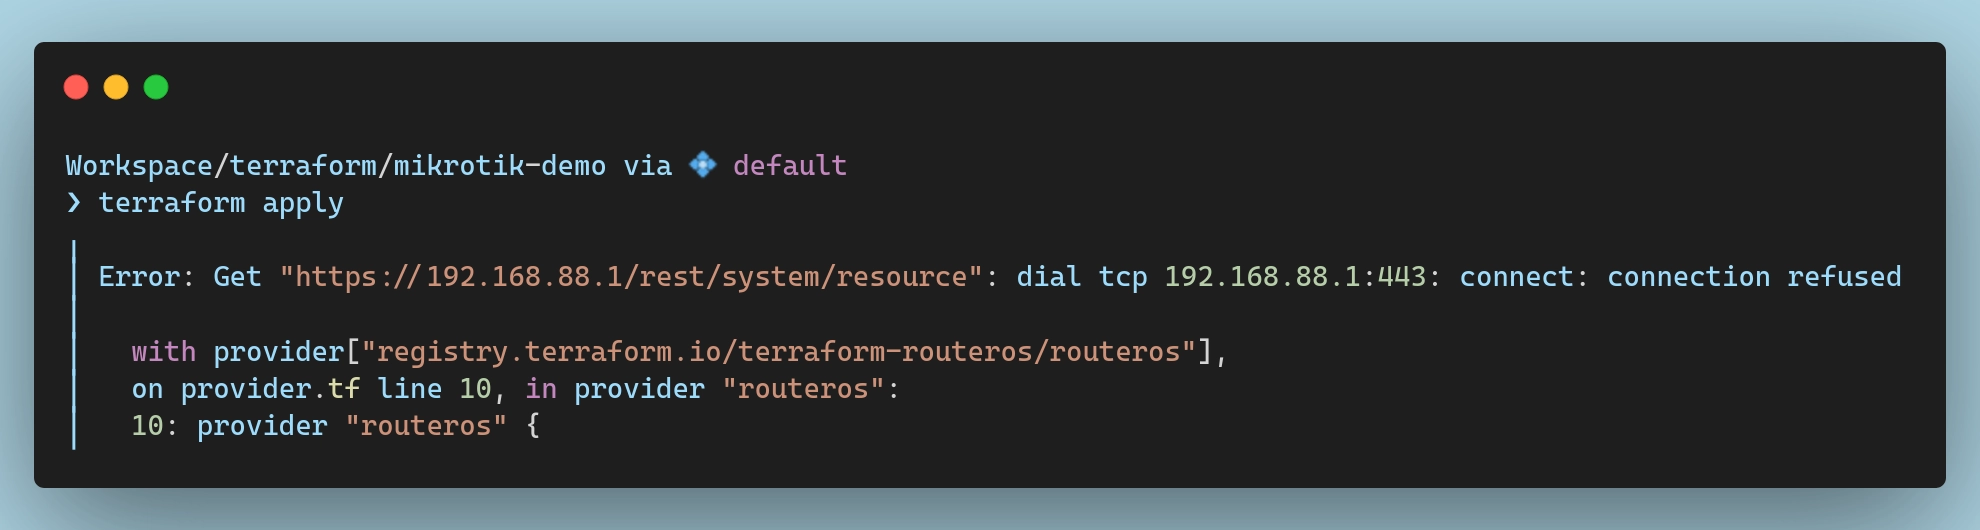 Workspace/terraform/mikrotik-demo via 💠 default
❯ terraform apply
│
│ Error: Get "https://192.168.88.1/rest/system/resource": dial tcp 192.168.88.1:443: connect: connection refused
│
│   with provider["registry.terraform.io/terraform-routeros/routeros"],
│   on provider.tf line 10, in provider "routeros":
│   10: provider "routeros" {